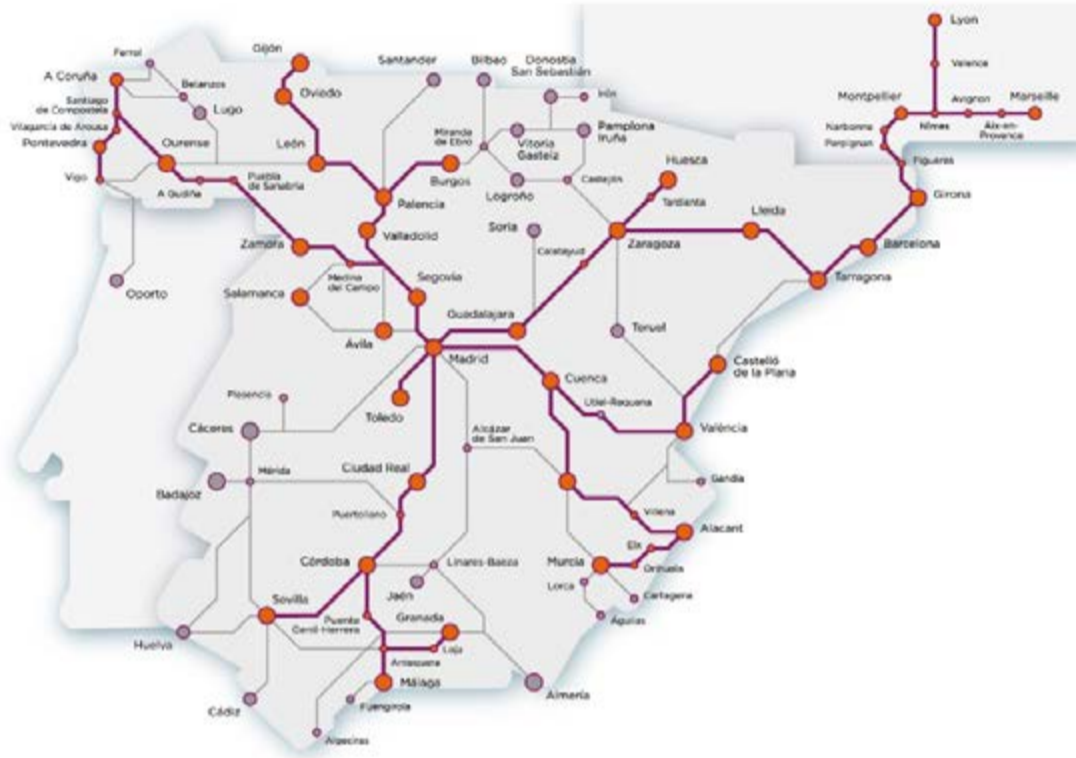 Lyon
Valence
Montpellier
Avignon
Marseille
Nîmes
Aix-en-
Provence
Narbonne
Perpignan
Figueres
Girona
Barcelona
Tarragona
Lleida
Ferrol
A Coruña
Betanzos
Santiago
de Compostela
Lugo
Vilagarcía de Arousa
Pontevedra
Ourense
Vigo
A Gudiña
Puebla
de Sanabria
Gijón
Oviedo
León
Santander
Bilbao
Donostia
San Sebastián
Irún
Miranda
de Ebro
Vitoria
Gasteiz
Pamplona
Iruña
Burgos
Logroño
Castejón
Huesca
Tardienta
Palencia
Valladolid
Soria
Calatayud
Zaragoza
Zamora
Medina
del Campo
Segovia
Oporto
Salamanca
Ávila
Guadalajara
Teruel
Madrid
Castelló
de la Plana
Toledo
Cuenca
Utiel-Requena
València
Plasencia
Cáceres
Alcázar
de San Juan
Mérida
Badajoz
Ciudad Real
Gandia
Puertollano
Villena
Alacant
Elx
Orihuela
Córdoba
Linares-Baeza
Murcia
Jaén
Lorca
Cartagena
Águilas
Sevilla
Puente
Genil-Herrera
Granada
Huelva
Antequera
Loja
Málaga
Almería
Cádiz
Fuengirola
Algeciras